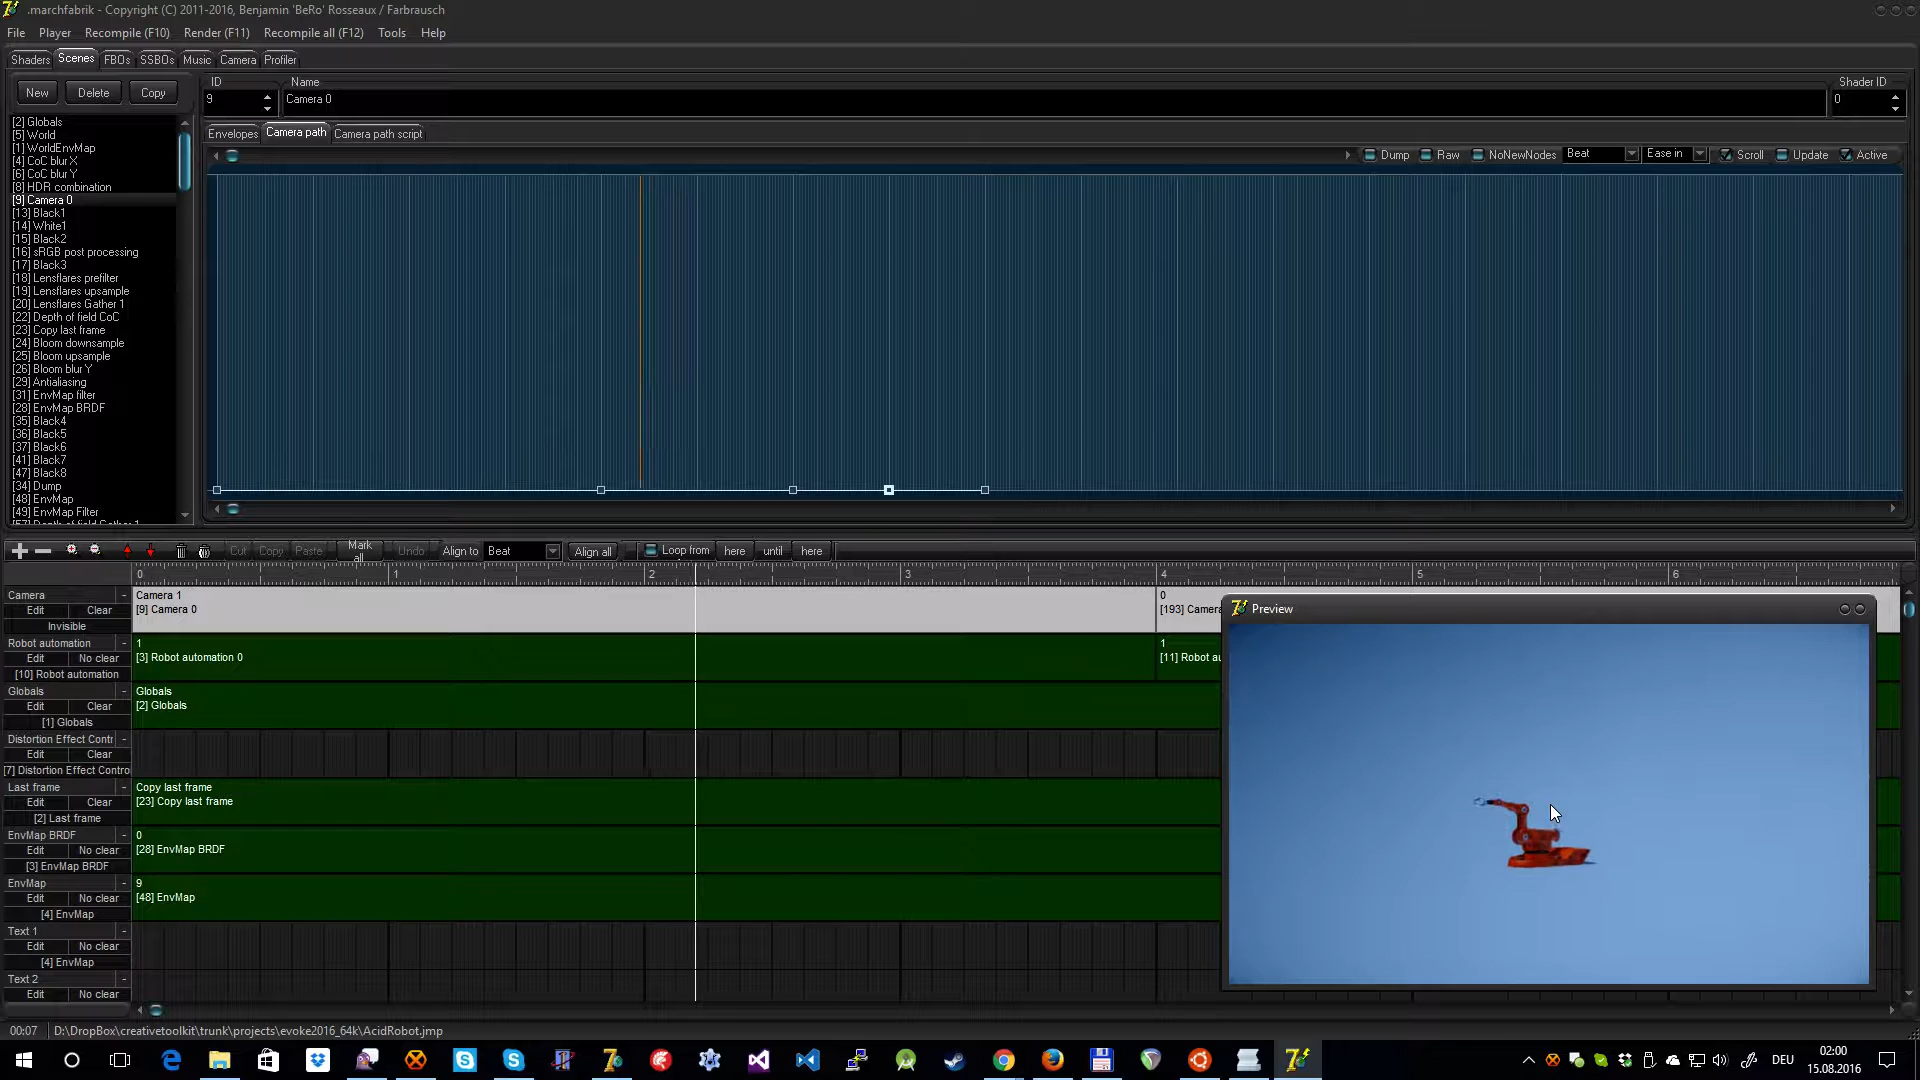 .marchfabrik - Copyright (C) 2011-2016, Benjamin 'BeRo' Rosseaux / Farbrausch
File Player Recompile (F10) Render (F11) Recompile all (F12) Tools Help
Shaders Scenes FBOs SSBOs Music Camera Profiler
New Delete Copy
ID Name Shader ID
9 Camera 0 0
Envelopes Camera path Camera path script
Dump Raw NoNewNodes Beat Ease in Scroll Update Active
[2] Globals
[5] World
[1] WorldEnvMap
[4] CoC blur X
[6] CoC blur Y
[8] HDR combination
[9] Camera 0
[13] Black1
[14] White1
[15] Black2
[16] sRGB post processing
[17] Black3
[18] Lensflares prefilter
[19] Lensflares upsample
[20] Lensflares Gather 1
[22] Depth of field CoC
[23] Copy last frame
[24] Bloom downsample
[25] Bloom upsample
[26] Bloom blur Y
[29] Antialiasing
[31] EnvMap filter
[28] EnvMap BRDF
[35] Black4
[36] Black5
[37] Black6
[41] Black7
[47] Black8
[34] Dump
[48] EnvMap
[49] EnvMap Filter
Cut Copy Paste Mark all Undo Align to Beat Align all Loop from here until here
0 1 2 3 4 5 6
Camera -
Edit Clear
Invisible
Camera 1
[9] Camera 0
0
[193] Camera
Robot automation -
Edit No clear
[10] Robot automation
1
[3] Robot automation 0
1
[11] Robot au
Globals -
Edit Clear
[1] Globals
Globals
[2] Globals
Distortion Effect Contr -
Edit Clear
[7] Distortion Effect Contro
Last frame -
Edit Clear
[2] Last frame
Copy last frame
[23] Copy last frame
EnvMap BRDF -
Edit No clear
[3] EnvMap BRDF
0
[28] EnvMap BRDF
EnvMap -
Edit No clear
[4] EnvMap
9
[48] EnvMap
Text 1 -
Edit No clear
[4] EnvMap
Text 2 -
Edit No clear
Preview
00:07 D:\DropBox\creativetoolkit\trunk\projects\evoke2016_64k\AcidRobot.jmp
DEU
02:00
15.08.2016